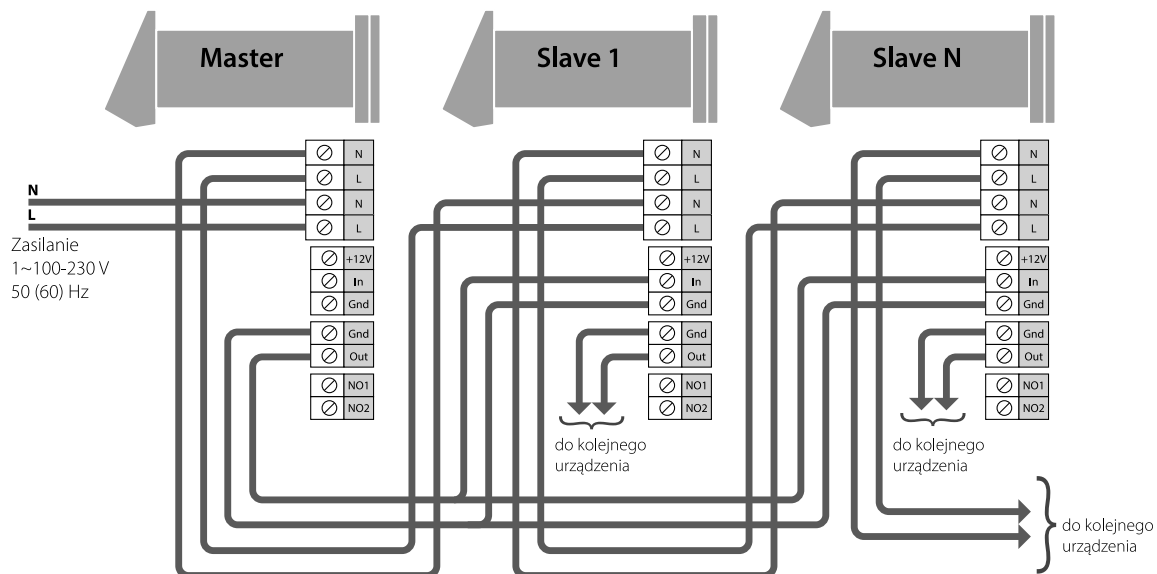 Master
Slave 1
Slave N
N
L
N
L
+12V
In
Gnd
Gnd
Out
NO1
NO2
N
L
Zasilanie
1~100-230 V
50 (60) Hz
N
L
N
L
+12V
In
Gnd
Gnd
Out
NO1
NO2
do kolejnego
urządzenia
N
L
N
L
+12V
In
Gnd
Gnd
Out
NO1
NO2
do kolejnego
urządzenia
do kolejnego
urządzenia